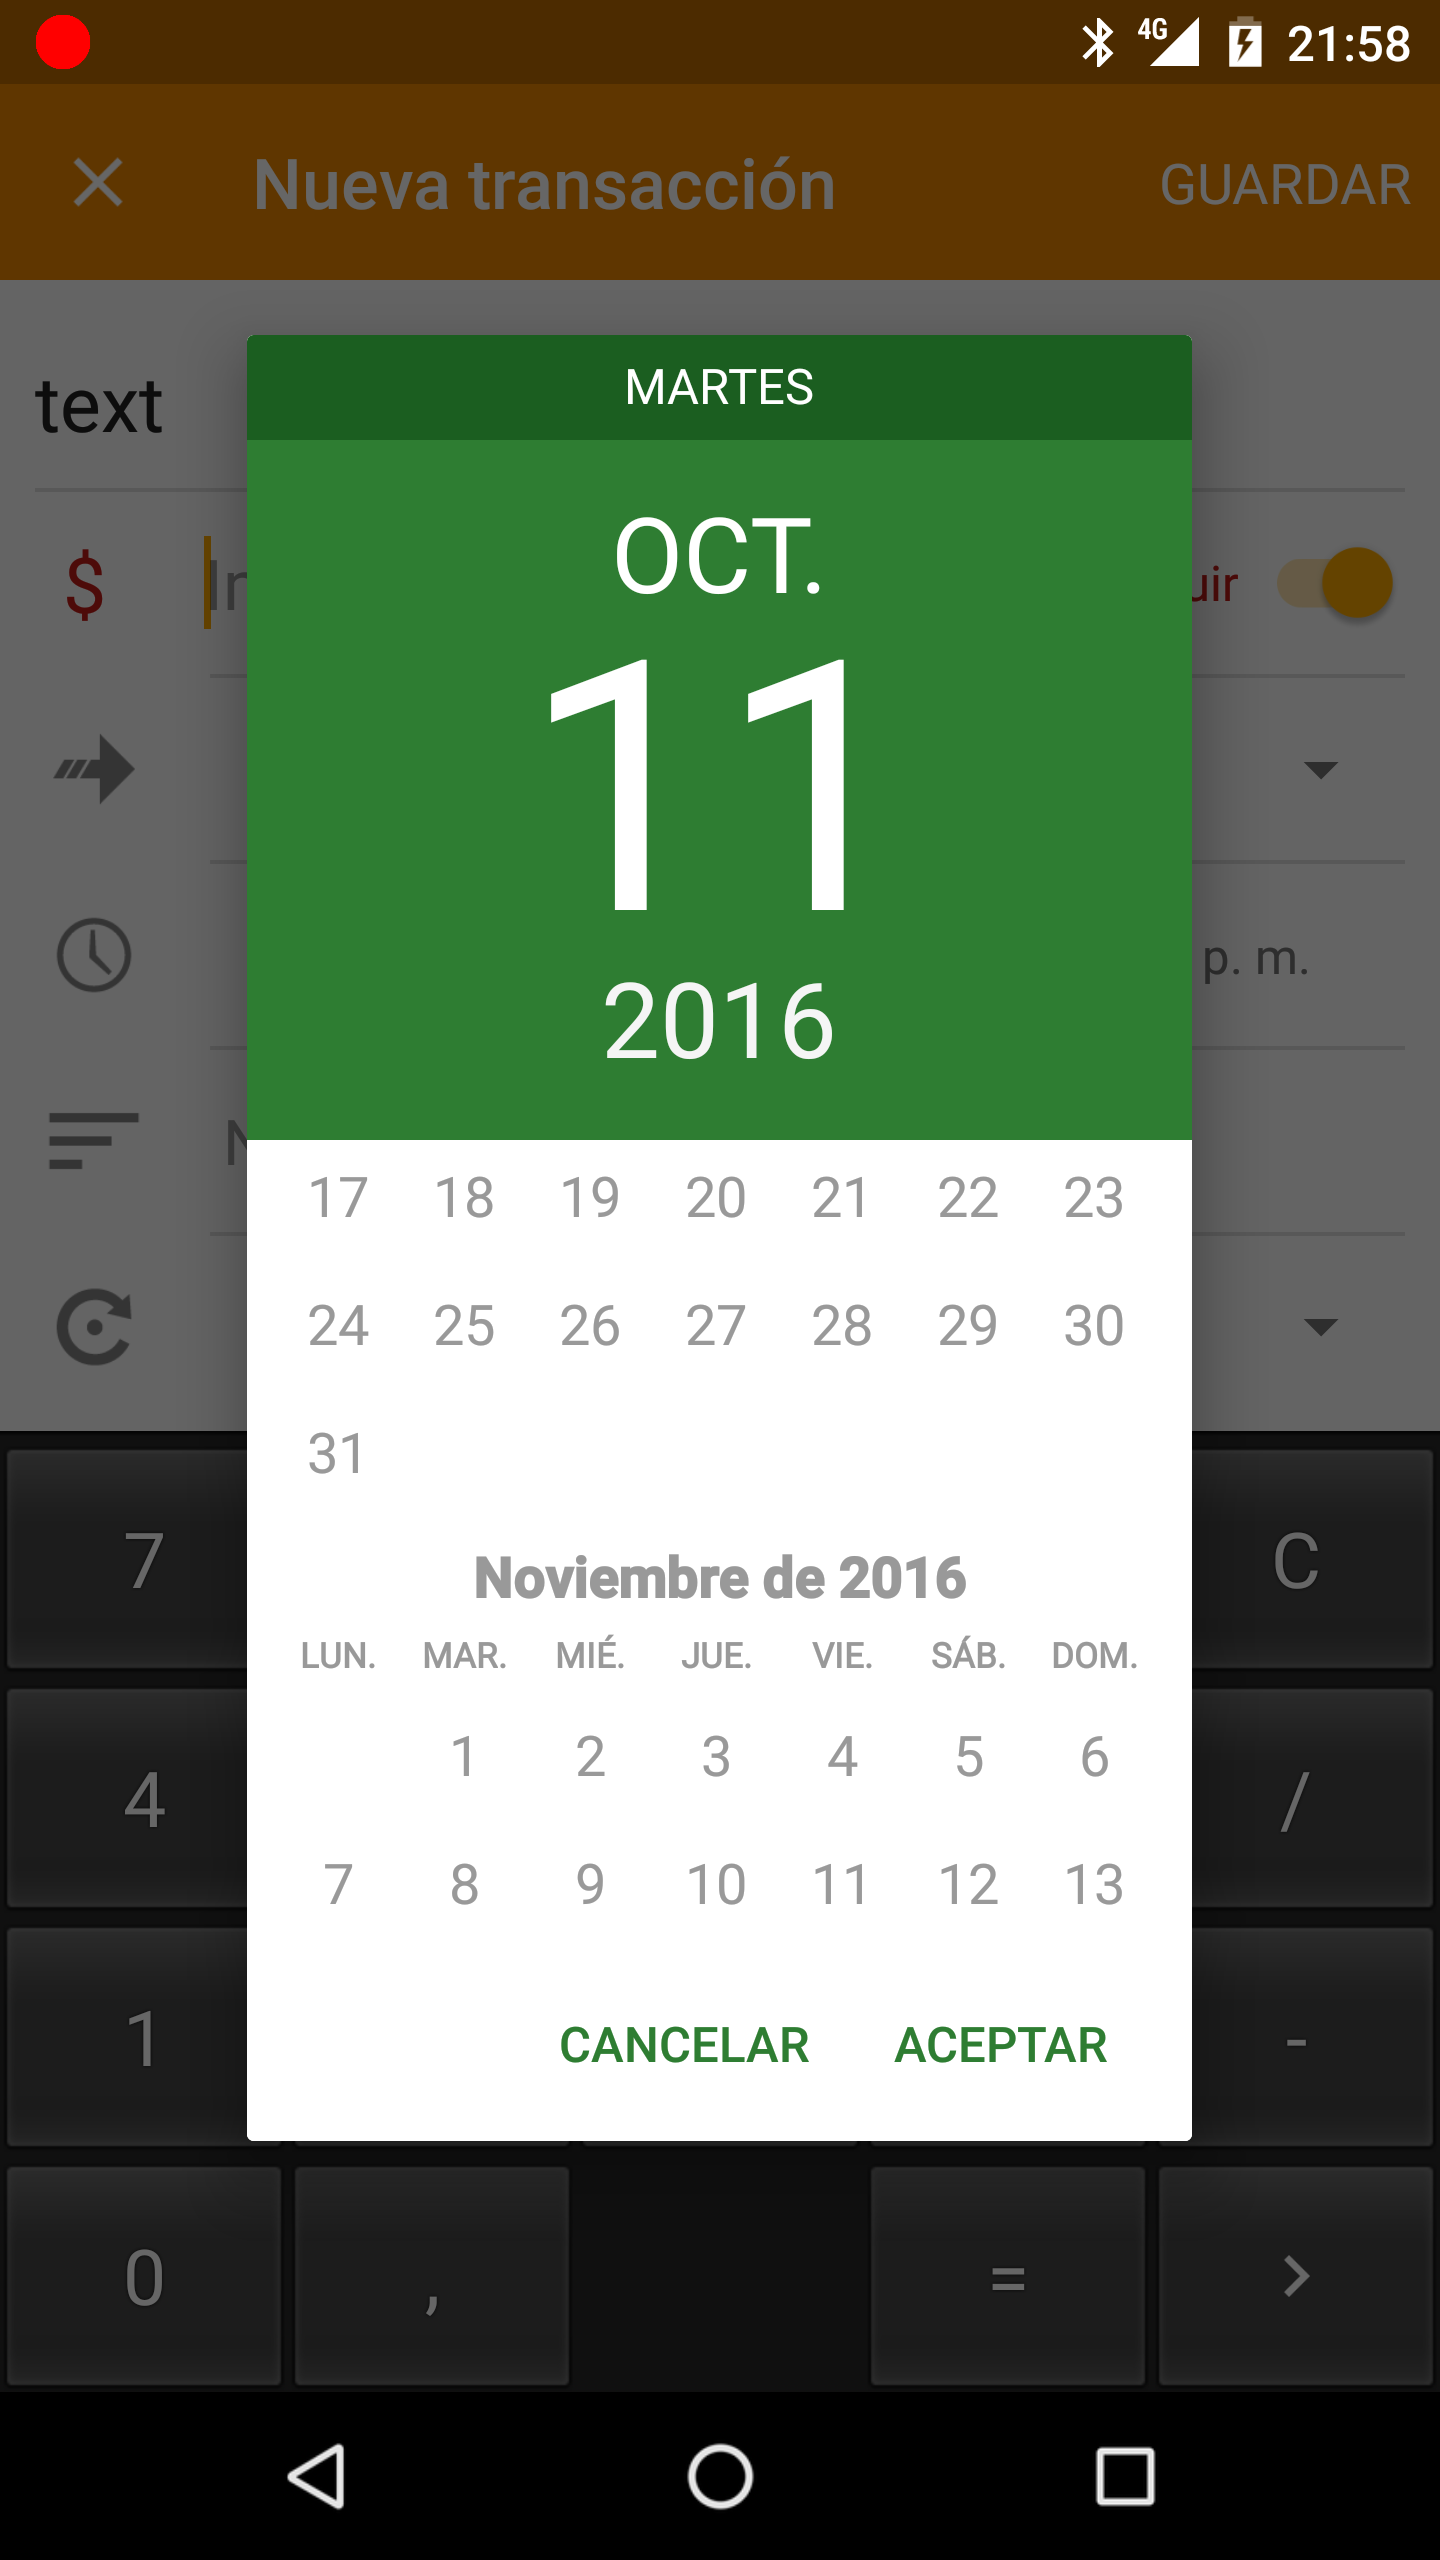 4G 21:58
Nueva transacción GUARDAR
MARTES
text
OCT.
$
11
p. m.
2016
17 18 19 20 21 22 23
24 25 26 27 28 29 30
31
7 C
Noviembre de 2016
LUN. MAR. MIÉ. JUE. VIE. SÁB. DOM.
1 2 3 4 5 6
4 /
7 8 9 10 11 12 13
1 -
CANCELAR ACEPTAR
0 , = >